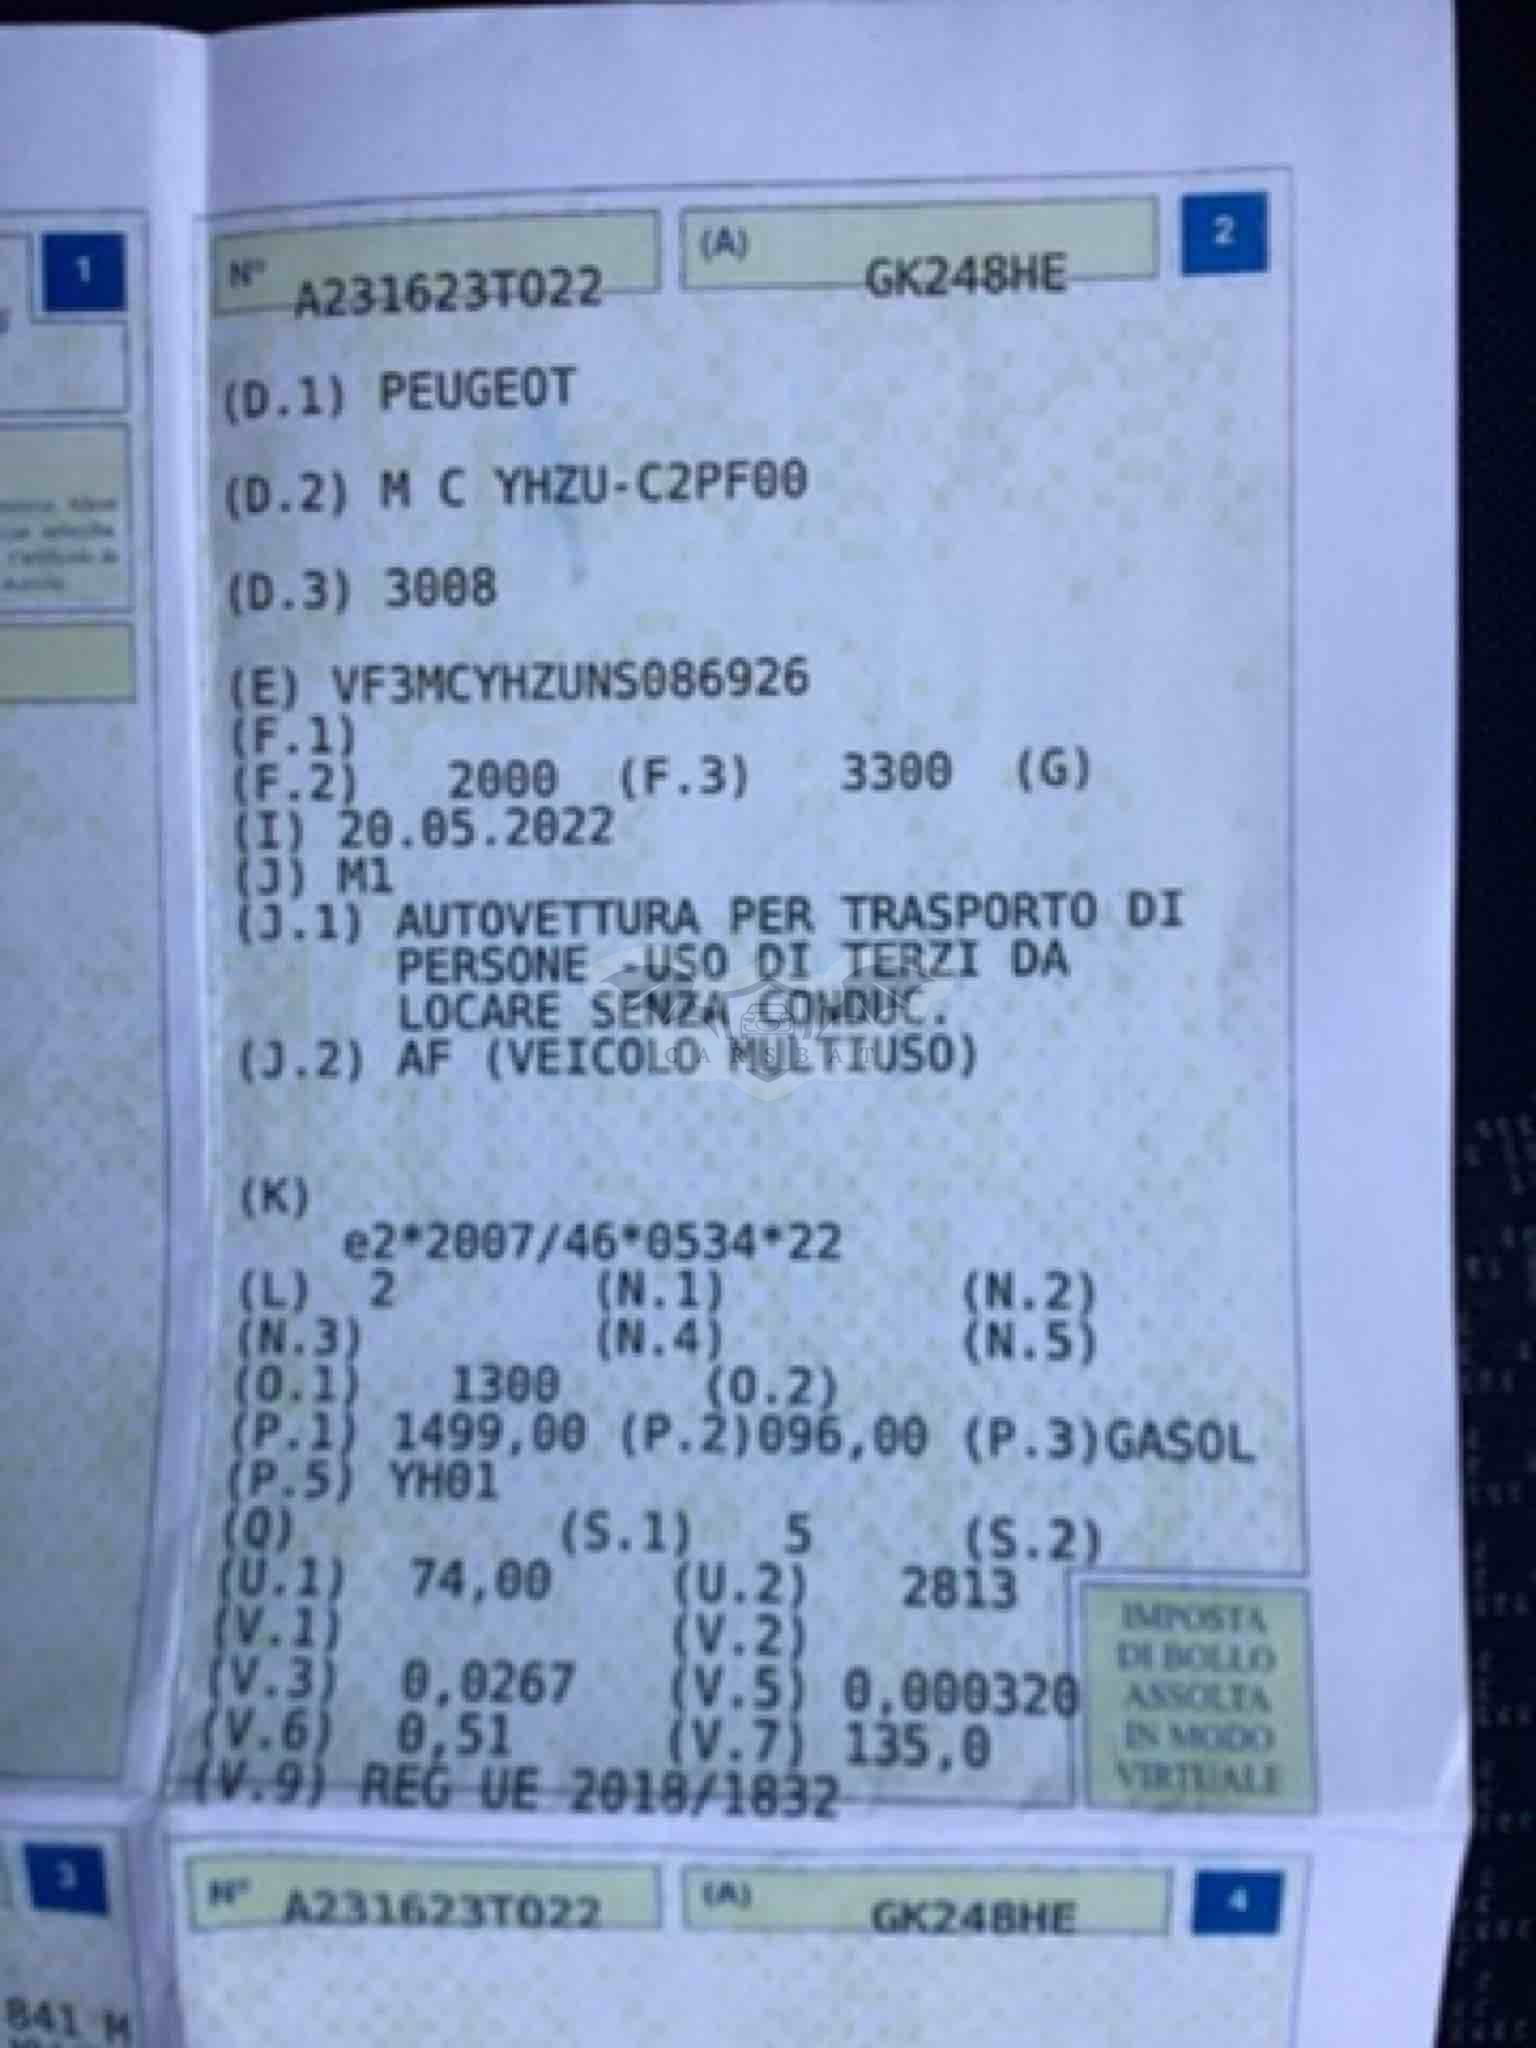 1
2
N° A231623TO22 (A) GK248HE
(D.1) PEUGEOT
(D.2) M C YHZU-C2PF00
(D.3) 3008
(E) VF3MCYHZUNS086926
(F.1)
(F.2) 2000 (F.3) 3300 (G)
(I) 20.05.2022
(J) M1
(J.1) AUTOVETTURA PER TRASPORTO DI
PERSONE -USO DI TERZI DA
LOCARE SENZA CONDUC.
(J.2) AF (VEICOLO MULTIUSO)
CARSBAT
(K)
e2*2007/46*0534*22
(L) 2 (N.1) (N.2)
(N.3) (N.4) (N.5)
(O.1) 1300 (O.2)
(P.1) 1499,00 (P.2)096,00 (P.3)GASOL
(P.5) YH01
(Q) (S.1) 5 (S.2)
(U.1) 74,00 (U.2) 2813
(V.1) (V.2)
(V.3) 0,0267 (V.5) 0,000320
(V.6) 0,51 (V.7) 135,0
(V.9) REG UE 2018/1832
IMPOSTA
DI BOLLO
ASSOLTA
IN MODO
VIRTUALE
3
N° A231623TO22 (A) GK248HE
4
841 M